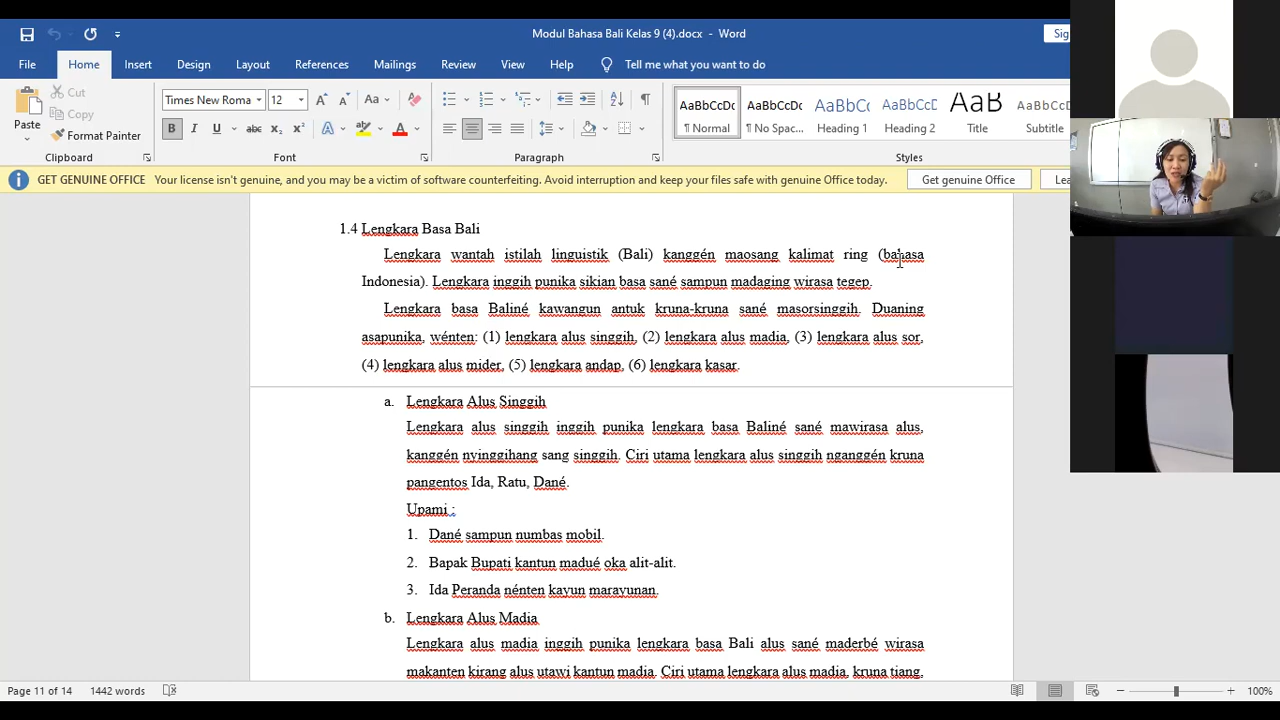 Modul Bahasa Bali Kelas 9 (4).docx - Word
Sig
File Home Insert Design Layout References Mailings Review View Help Tell me what you want to do
Paste
Cut
Copy
Format Painter
Clipboard
Times New Roma 12
Font
Paragraph
AaBbCcDc AaBbCcDc AaBbCc AaBbCcDc AaB AaBbCcD
¶ Normal ¶ No Spac... Heading 1 Heading 2 Title Subtitle
Styles
GET GENUINE OFFICE Your license isn't genuine, and you may be a victim of software counterfeiting. Avoid interruption and keep your files safe with genuine Office today. Get genuine Office Lea
1.4 Lengkara Basa Bali
Lengkara wantah istilah linguistik (Bali) kanggén maosang kalimat ring (bahasa
Indonesia). Lengkara inggih punika sikian basa sané sampun madaging wirasa tegep.
Lengkara basa Baliné kawangun antuk kruna-kruna sané masorsinggih. Duaning
asapunika, wénten: (1) lengkara alus singgih, (2) lengkara alus madia, (3) lengkara alus sor,
(4) lengkara alus mider, (5) lengkara andap, (6) lengkara kasar.
a. Lengkara Alus Singgih
Lengkara alus singgih inggih punika lengkara basa Baliné sané mawirasa alus,
kanggén nyinggihang sang singgih. Ciri utama lengkara alus singgih nganggén kruna
pangentos Ida, Ratu, Dané.
Upami :
1. Dané sampun numbas mobil.
2. Bapak Bupati kantun madué oka alit-alit.
3. Ida Peranda nénten kayun marayunan.
b. Lengkara Alus Madia
Lengkara alus madia inggih punika lengkara basa Bali alus sané maderbé wirasa
makanten kirang alus utawi kantun madia. Ciri utama lengkara alus madia, kruna tiang,
Page 11 of 14 1442 words 100%